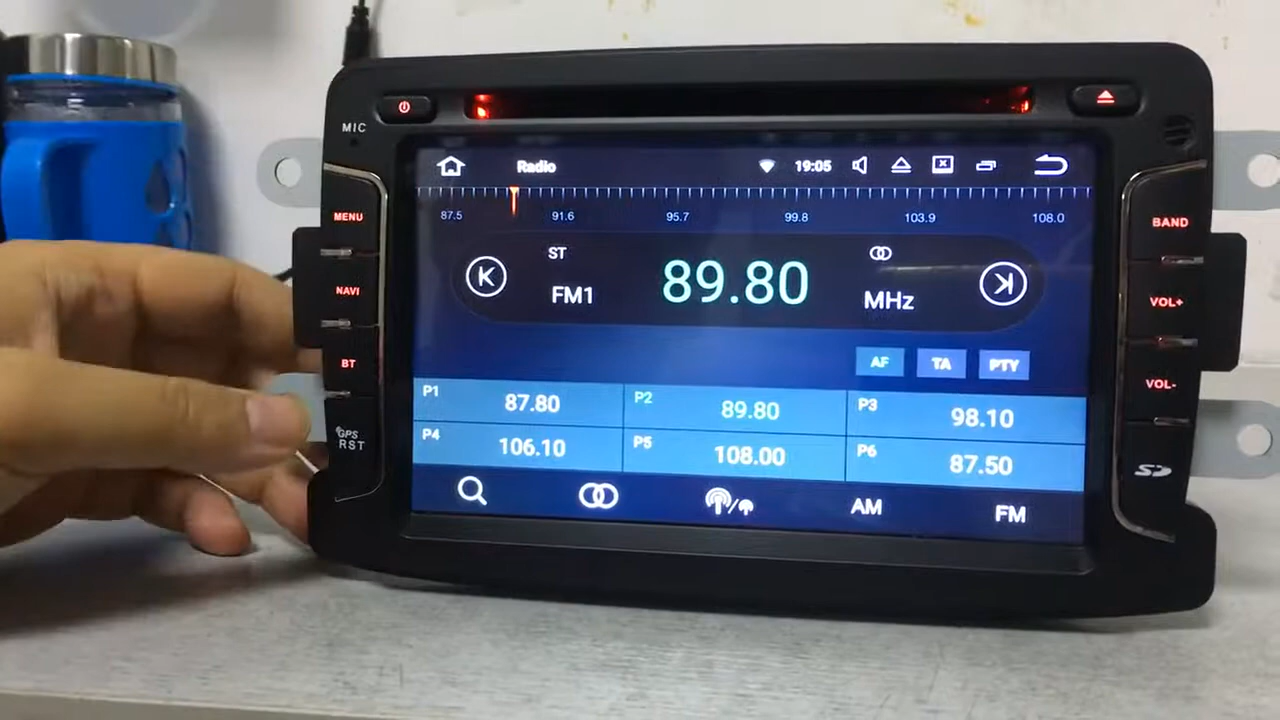 MIC
MENU
NAVI
BT
GPS
RST
Radio
19:05
87.5 91.6 95.7 99.8 103.9 108.0
ST
FM1
89.80
MHz
AF TA PTY
P1 87.80 P2 89.80 P3 98.10
P4 106.10 P5 108.00 P6 87.50
AM FM
BAND
VOL+
VOL-
SD